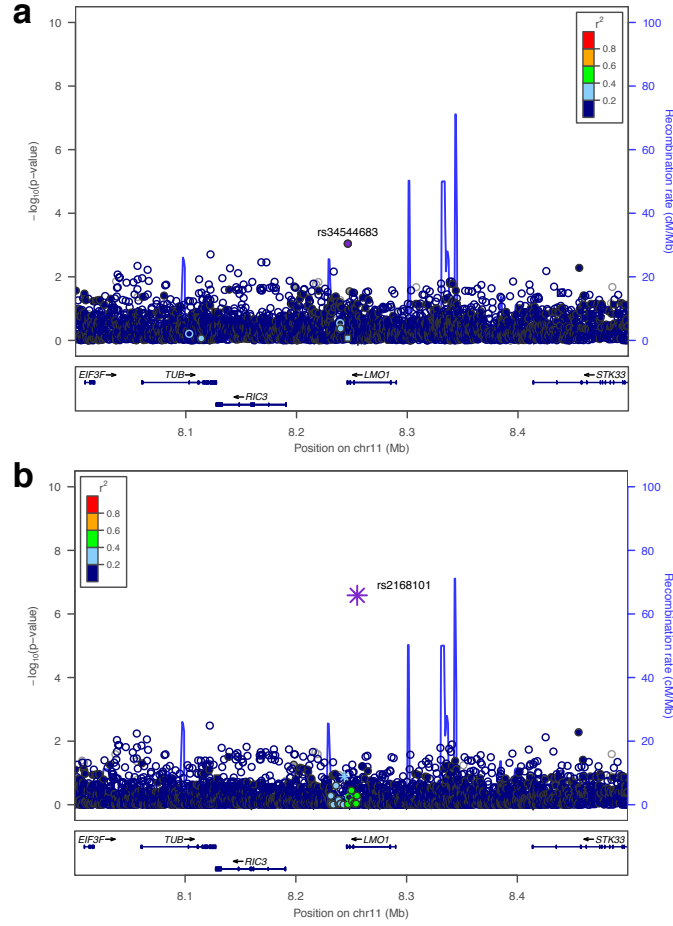 a
10
8
6
4
2
0
− log10(p−value)
rs34544683
r2
0.8
0.6
0.4
0.2
100
80
60
40
20
0
Recombination rate (cM/Mb)
EIF3F
TUB
LMO1
STK33
RIC3
8.1
8.2
8.3
8.4
Position on chr11 (Mb)
b
10
8
6
4
2
0
− log10(p−value)
r2
0.8
0.6
0.4
0.2
rs2168101
100
80
60
40
20
0
Recombination rate (cM/Mb)
EIF3F
TUB
LMO1
STK33
RIC3
8.1
8.2
8.3
8.4
Position on chr11 (Mb)